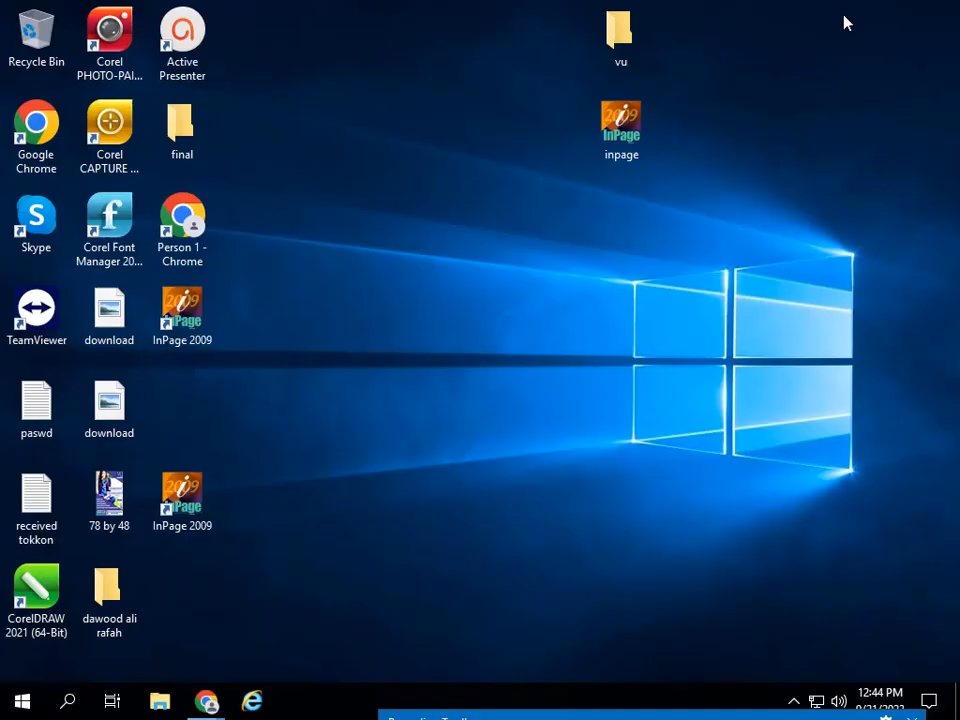 Recycle Bin
Corel
PHOTO-PAI...
Active
Presenter
vu
Google
Chrome
Corel
CAPTURE ...
final
2009
InPage
inpage
Skype
Corel Font
Manager 20...
Person 1 -
Chrome
TeamViewer
download
InPage 2009
paswd
download
received
tokkon
78 by 48
InPage 2009
CorelDRAW
2021 (64-Bit)
dawood ali
rafah
12:44 PM